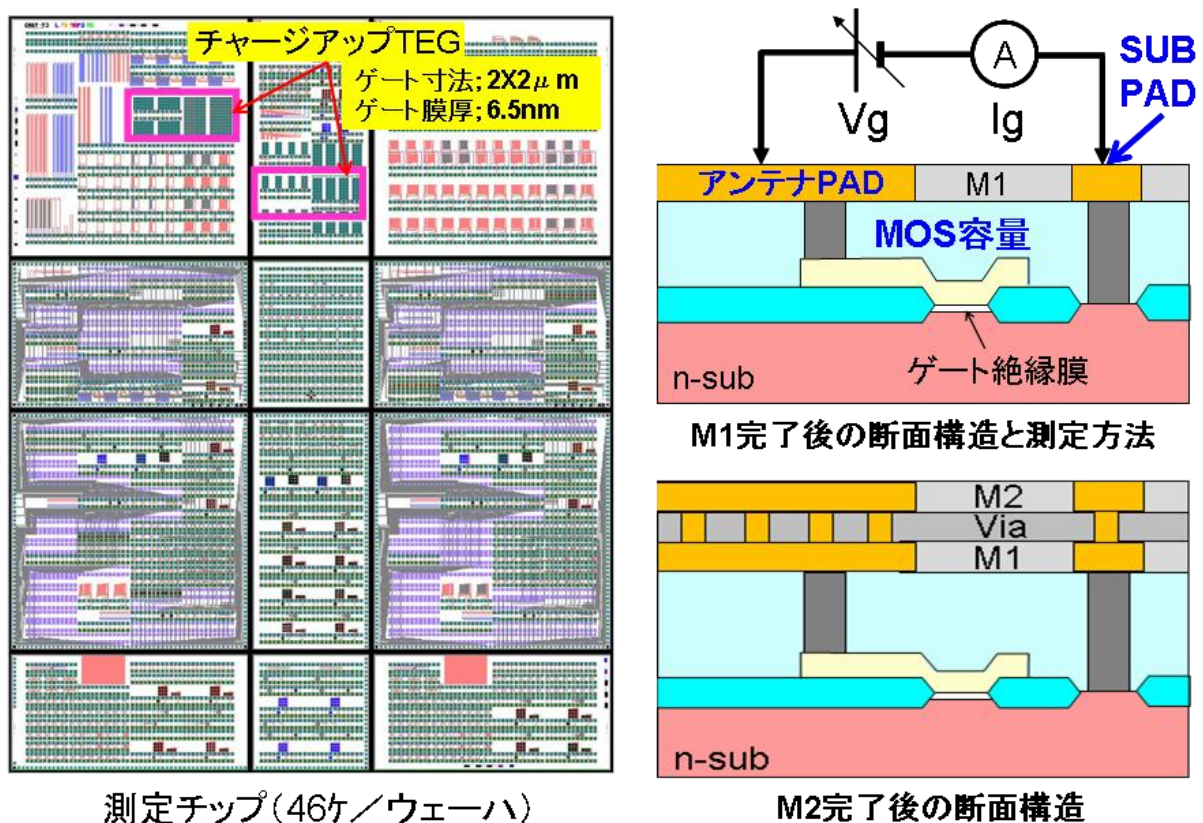 チャージアップTEG
ゲート寸法; 2X2μm
ゲート膜厚; 6.5nm
測定チップ(46ケ/ウェーハ)
A
Vg
Ig
SUB
PAD
アンテナPAD
M1
MOS容量
n-sub
ゲート絶縁膜
M1完了後の断面構造と測定方法
M2
Via
M1
n-sub
M2完了後の断面構造